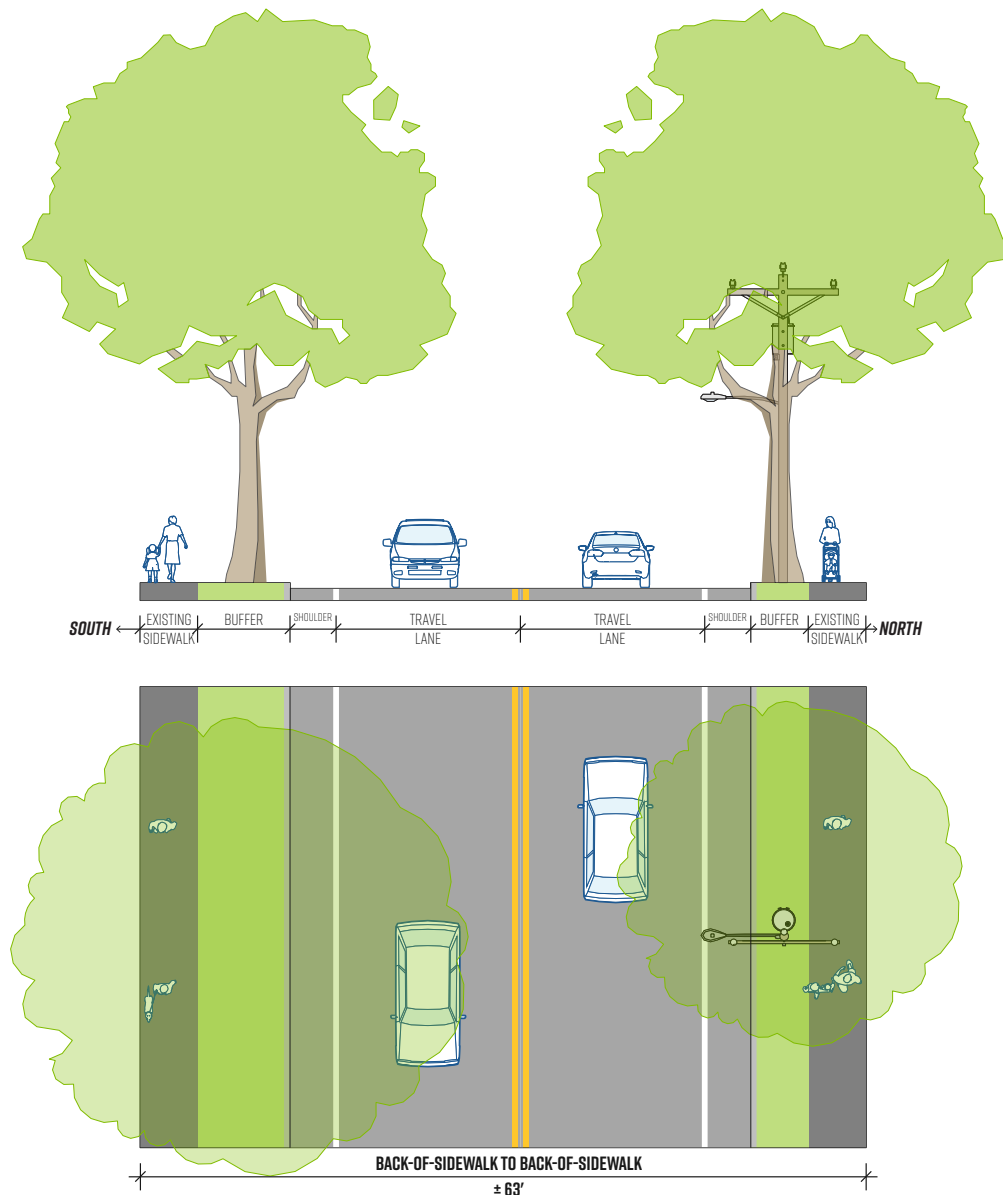 EXISTING BUFFER SHOULDER TRAVEL TRAVEL SHOULDER BUFFER EXISTING
SOUTH NORTH
SIDEWALK LANE LANE SIDEWALK
BACK-OF-SIDEWALK TO BACK-OF-SIDEWALK
± 63'